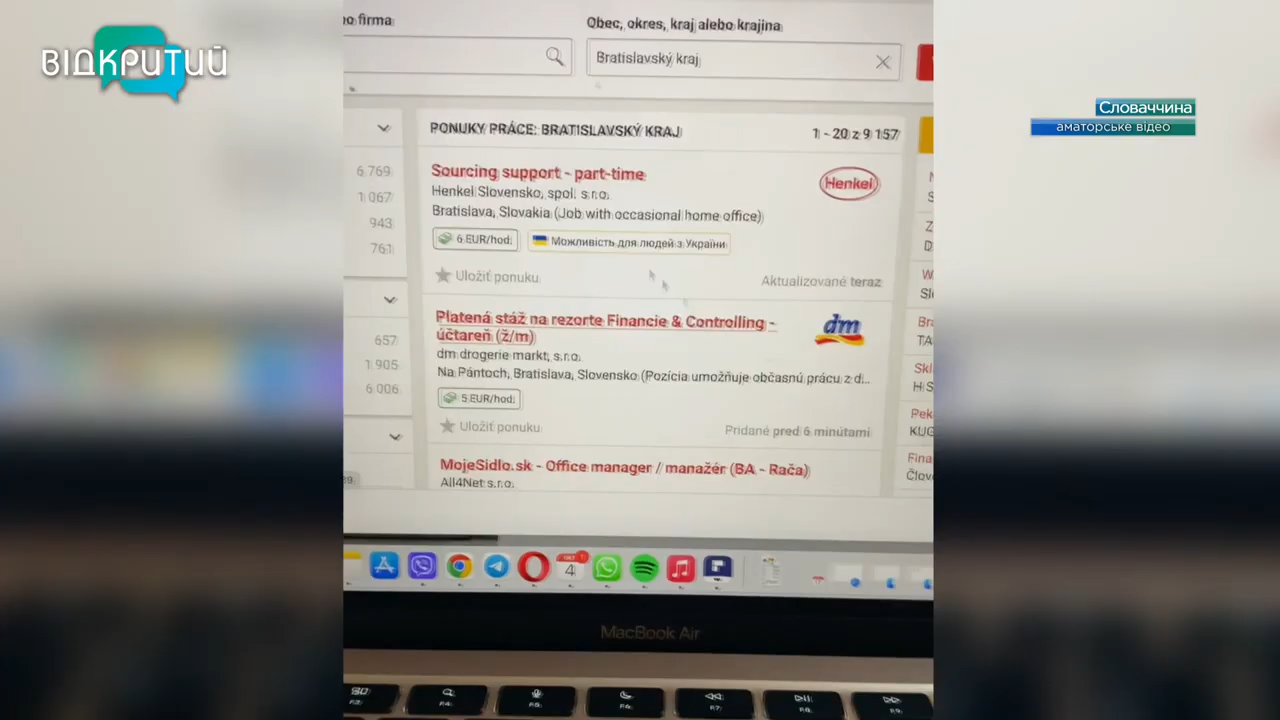 ВІДКРИТИЙ
Словаччина
аматорське відео
firma
Obec, okres, kraj alebo krajina
Bratislavský kraj
PONUKY PRÁCE: BRATISLAVSKÝ KRAJ
1 - 20 z 9 157
6 769
1 067
943
761
Sourcing support - part-time
Henkel
Henkel Slovensko, spol. s r.o.
Bratislava, Slovakia (Job with occasional home office)
6 EUR/hod.
Можливість для людей з України
Uložiť ponuku
Aktualizované teraz
657
1 905
6 006
Platená stáž na rezorte Financie & Controlling -
účtareň (ž/m)
dm
dm drogerie markt, s.r.o.
Na Pántoch, Bratislava, Slovensko (Pozícia umožňuje občasnú prácu z d...
5 EUR/hod.
Uložiť ponuku
Pridané pred 6 minútami
MojeSidlo.sk - Office manager / manažér (BA - Rača)
All4Net s.r.o.
4
MacBook Air